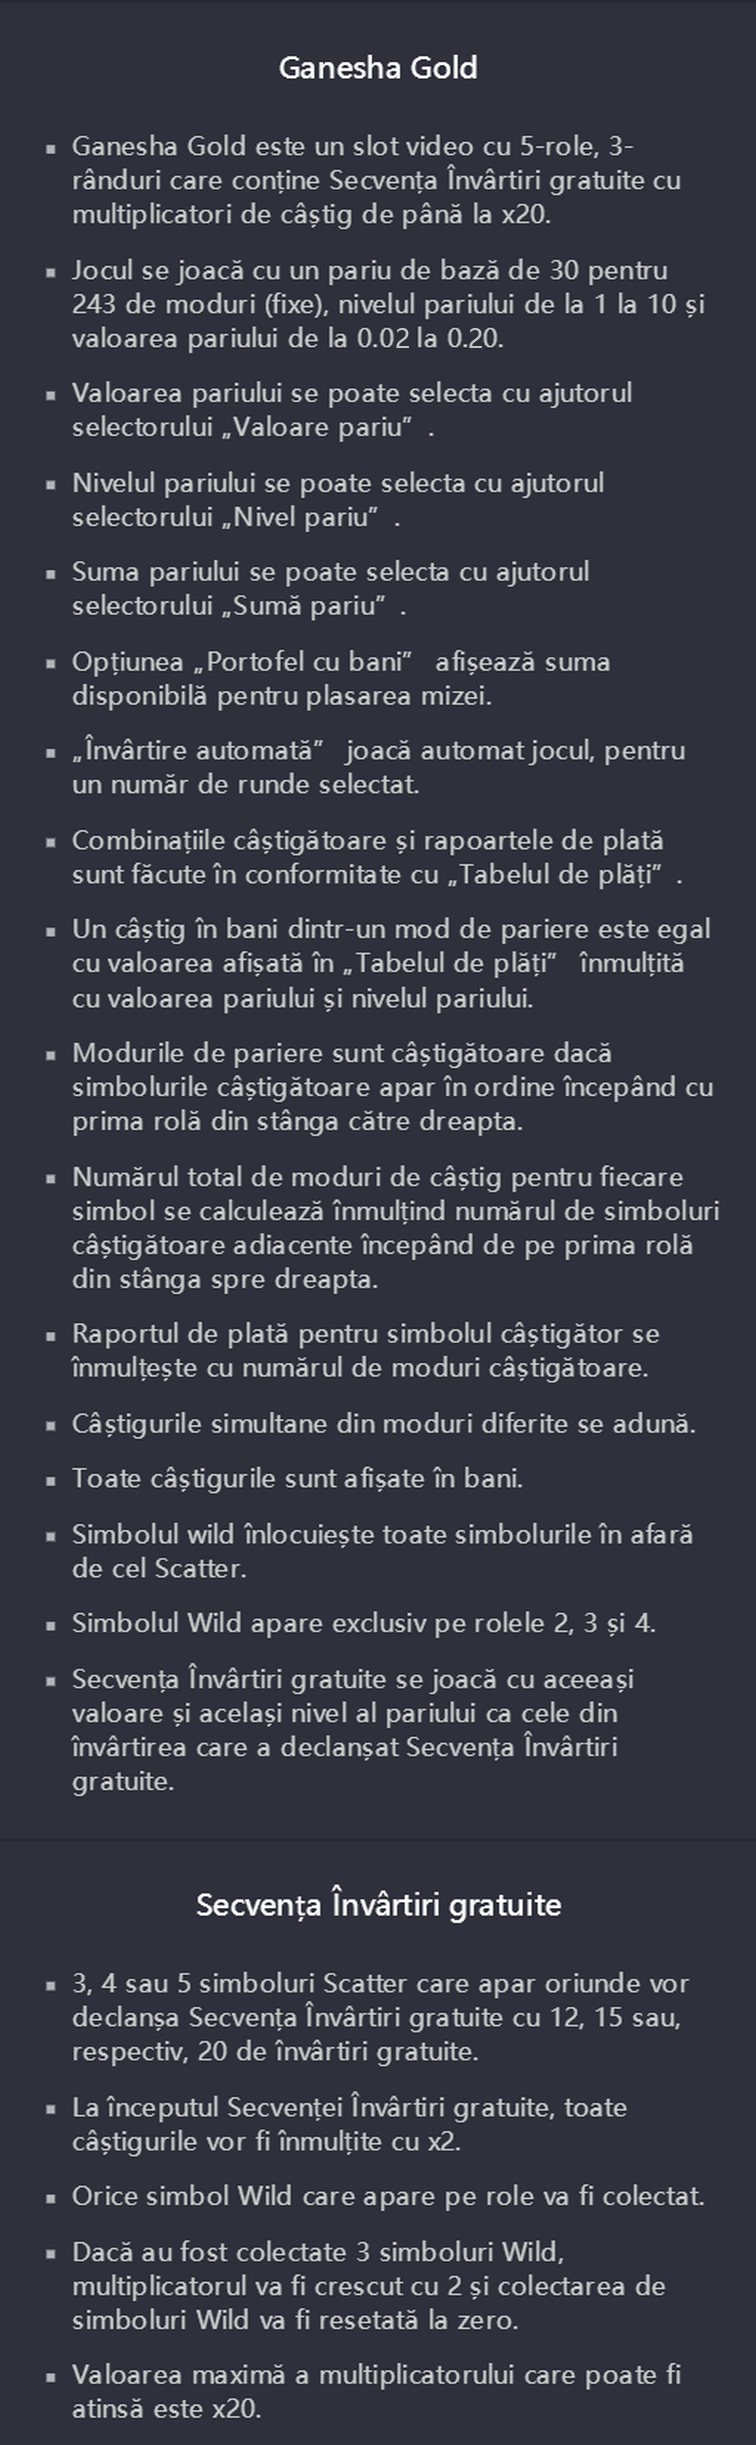 Ganesha Gold
▪ Ganesha Gold este un slot video cu 5-role, 3-
rânduri care conține Secvența Învârtiri gratuite cu
multiplicatori de câștig de până la x20.
▪ Jocul se joacă cu un pariu de bază de 30 pentru
243 de moduri (fixe), nivelul pariului de la 1 la 10 și
valoarea pariului de la 0.02 la 0.20.
▪ Valoarea pariului se poate selecta cu ajutorul
selectorului „Valoare pariu” .
▪ Nivelul pariului se poate selecta cu ajutorul
selectorului „Nivel pariu” .
▪ Suma pariului se poate selecta cu ajutorul
selectorului „Sumă pariu” .
▪ Opțiunea „Portofel cu bani” afișează suma
disponibilă pentru plasarea mizei.
▪ „Învârtire automată” joacă automat jocul, pentru
un număr de runde selectat.
▪ Combinațiile câștigătoare și rapoartele de plată
sunt făcute în conformitate cu „Tabelul de plăți” .
▪ Un câștig în bani dintr-un mod de pariere este egal
cu valoarea afișată în „Tabelul de plăți” înmulțită
cu valoarea pariului și nivelul pariului.
▪ Modurile de pariere sunt câștigătoare dacă
simbolurile câștigătoare apar în ordine începând cu
prima rolă din stânga către dreapta.
▪ Numărul total de moduri de câștig pentru fiecare
simbol se calculează înmulțind numărul de simboluri
câștigătoare adiacente începând de pe prima rolă
din stânga spre dreapta.
▪ Raportul de plată pentru simbolul câștigător se
înmulțește cu numărul de moduri câștigătoare.
▪ Câștigurile simultane din moduri diferite se adună.
▪ Toate câștigurile sunt afișate în bani.
▪ Simbolul wild înlocuiește toate simbolurile în afară
de cel Scatter.
▪ Simbolul Wild apare exclusiv pe rolele 2, 3 și 4.
▪ Secvența Învârtiri gratuite se joacă cu aceeași
valoare și același nivel al pariului ca cele din
învârtirea care a declanșat Secvența Învârtiri
gratuite.
Secvența Învârtiri gratuite
▪ 3, 4 sau 5 simboluri Scatter care apar oriunde vor
declanșa Secvența Învârtiri gratuite cu 12, 15 sau,
respectiv, 20 de învârtiri gratuite.
▪ La începutul Secvenței Învârtiri gratuite, toate
câștigurile vor fi înmulțite cu x2.
▪ Orice simbol Wild care apare pe role va fi colectat.
▪ Dacă au fost colectate 3 simboluri Wild,
multiplicatorul va fi crescut cu 2 și colectarea de
simboluri Wild va fi resetată la zero.
▪ Valoarea maximă a multiplicatorului care poate fi
atinsă este x20.